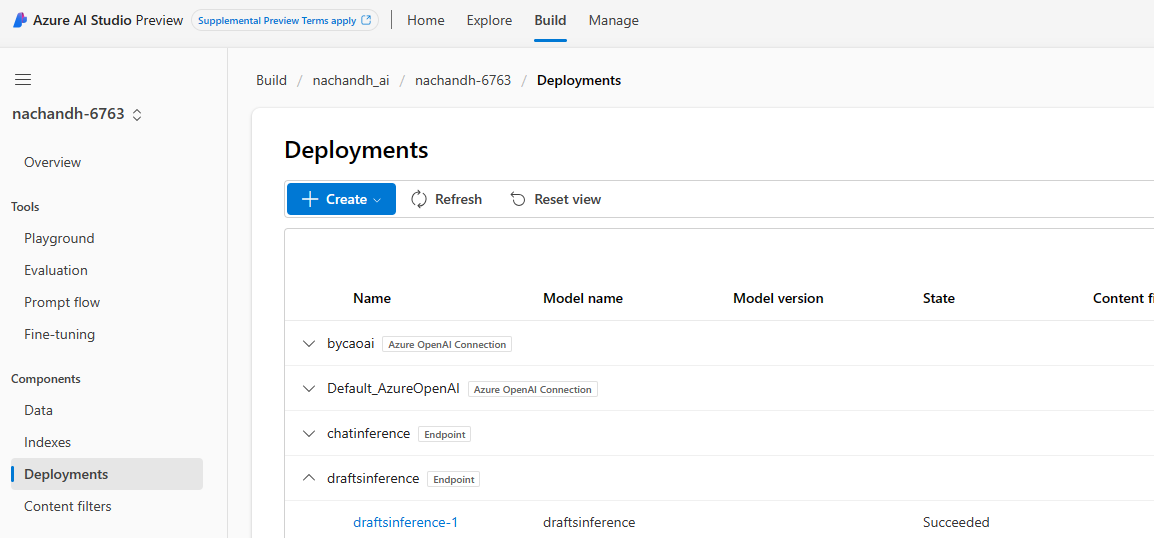 Azure AI Studio Preview Supplemental Preview Terms apply Home Explore Build Manage
Build / nachandh_ai / nachandh-6763 / Deployments
nachandh-6763
Overview
Tools
Playground
Evaluation
Prompt flow
Fine-tuning
Components
Data
Indexes
Deployments
Content filters
Deployments
Create Refresh Reset view
Name Model name Model version State Content fi
bycaoai Azure OpenAI Connection
Default_AzureOpenAI Azure OpenAI Connection
chatinference Endpoint
draftsinference Endpoint
draftsinference-1 draftsinference Succeeded